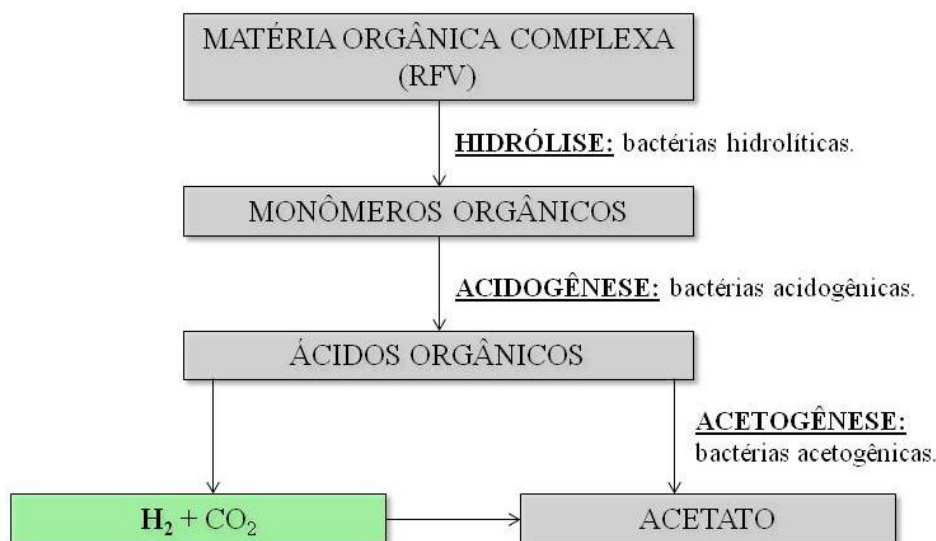 MATÉRIA ORGÂNICA COMPLEXA
(RFV)
HIDRÓLISE: bactérias hidrolíticas.
MONÔMEROS ORGÂNICOS
ACIDOGÊNESE: bactérias acidogênicas.
ÁCIDOS ORGÂNICOS
ACETOGÊNESE:
bactérias acetogênicas.
H₂ + CO₂
ACETATO